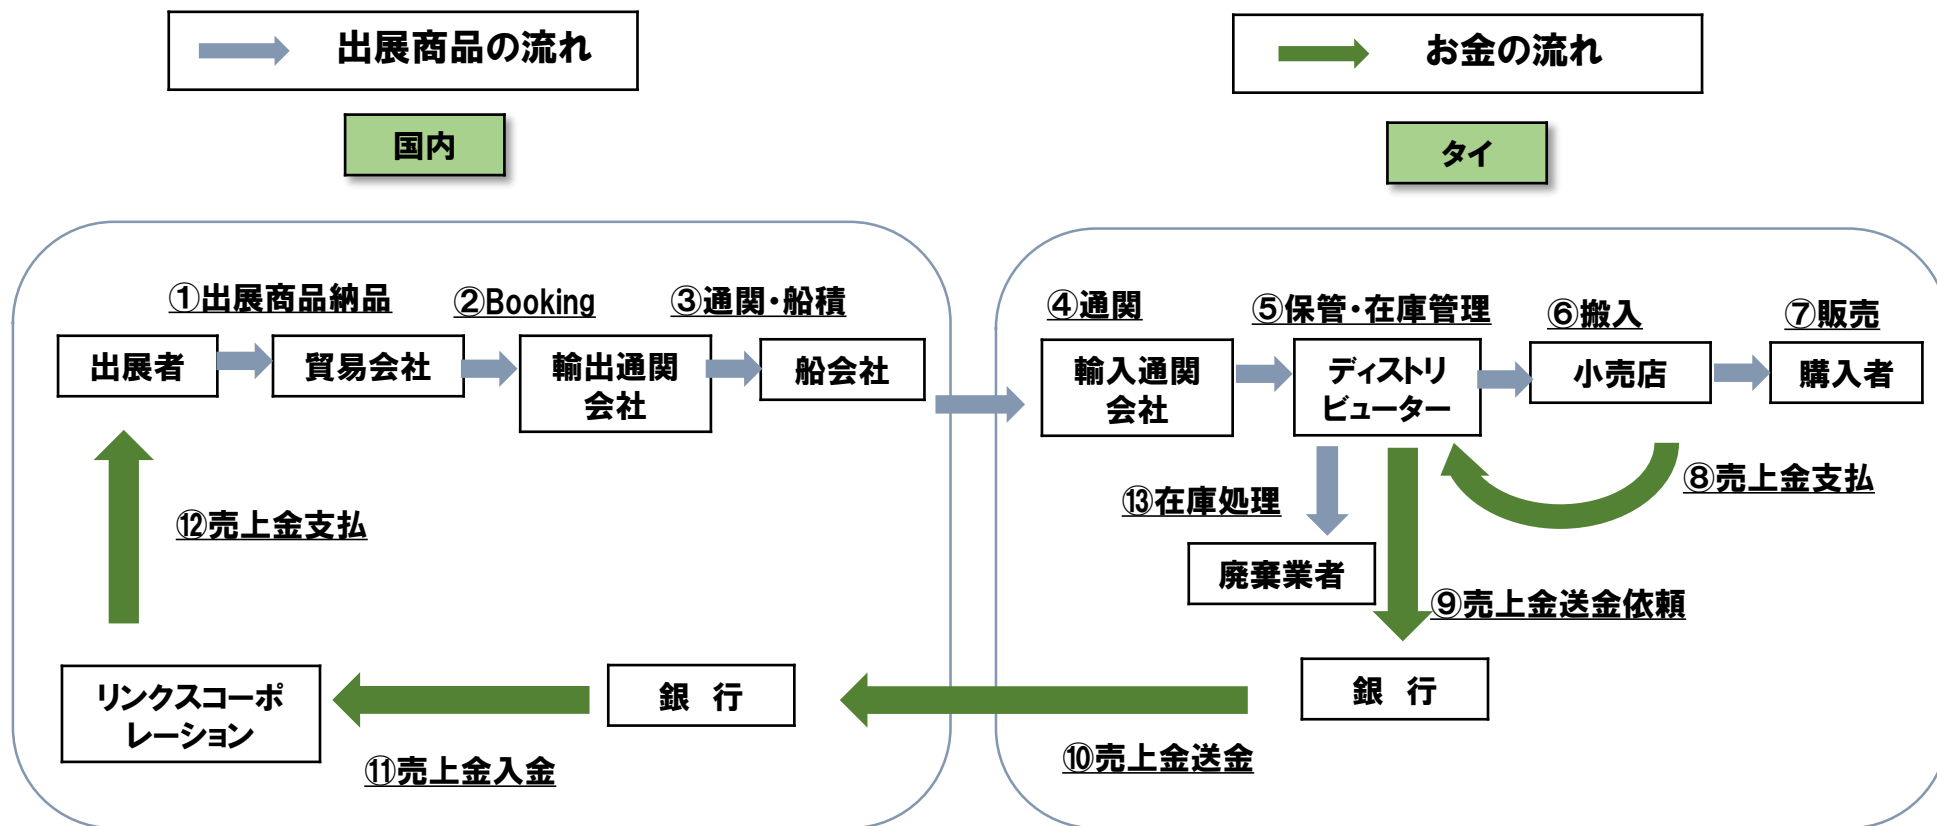 出展商品の流れ
お金の流れ
国内
タイ
①出展商品納品
②Booking
③通関・船積
④通関
⑤保管・在庫管理
⑥搬入
⑦販売
出展者
貿易会社
輸出通関
会社
船会社
輸入通関
会社
ディストリ
ビューター
小売店
購入者
⑧売上金支払
⑬在庫処理
⑫売上金支払
廃棄業者
⑨売上金送金依頼
リンクスコーポ
レーション
銀 行
銀 行
⑩売上金送金
⑪売上金入金